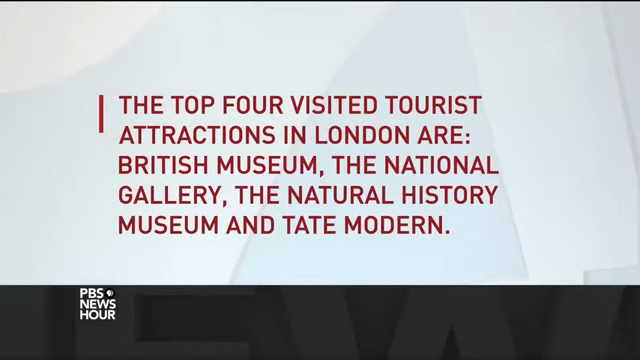 THE TOP FOUR VISITED TOURIST
ATTRACTIONS IN LONDON ARE:
BRITISH MUSEUM, THE NATIONAL
GALLERY, THE NATURAL HISTORY
MUSEUM AND TATE MODERN.
PBS
NEWS
HOUR